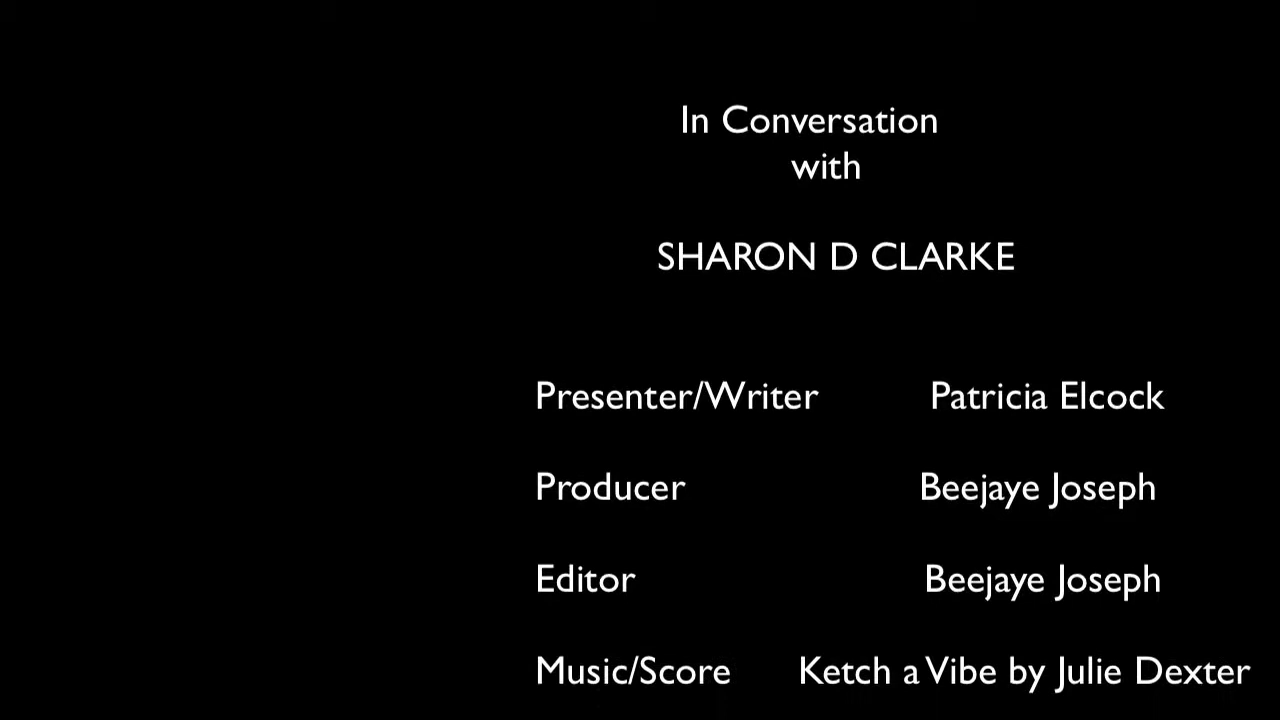 In Conversation
with
SHARON D CLARKE
Presenter/Writer Patricia Elcock
Producer Beejaye Joseph
Editor Beejaye Joseph
Music/Score Ketch a Vibe by Julie Dexter